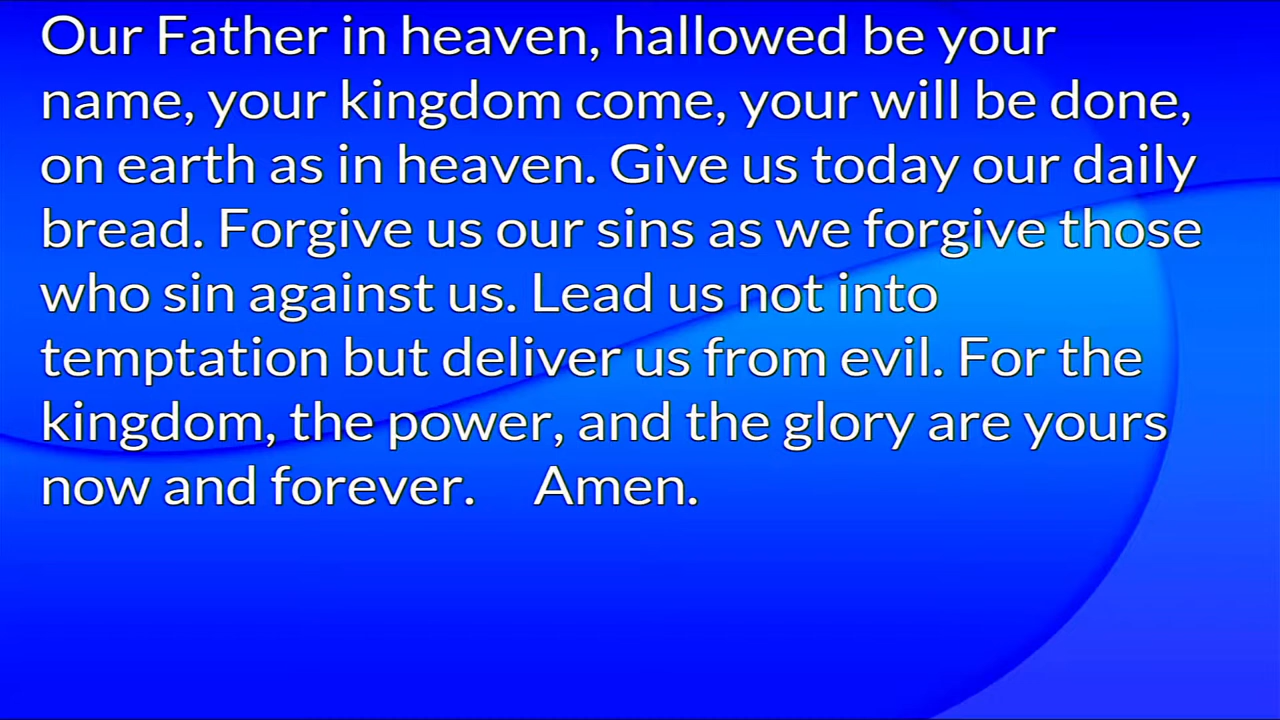 Our Father in heaven, hallowed be your
name, your kingdom come, your will be done,
on earth as in heaven. Give us today our daily
bread. Forgive us our sins as we forgive those
who sin against us. Lead us not into
temptation but deliver us from evil. For the
kingdom, the power, and the glory are yours
now and forever. Amen.